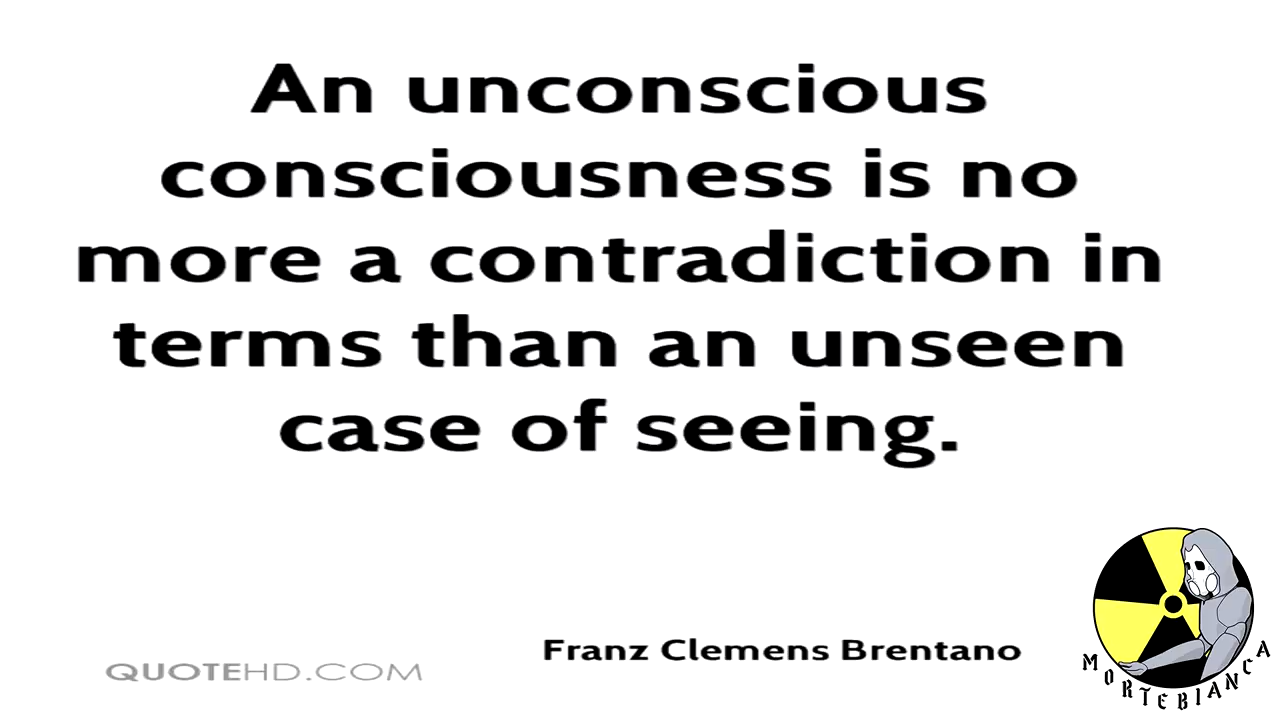 An unconscious
consciousness is no
more a contradiction in
terms than an unseen
case of seeing.
Franz Clemens Brentano
QUOTEHD.COM
MORTEBIANCA